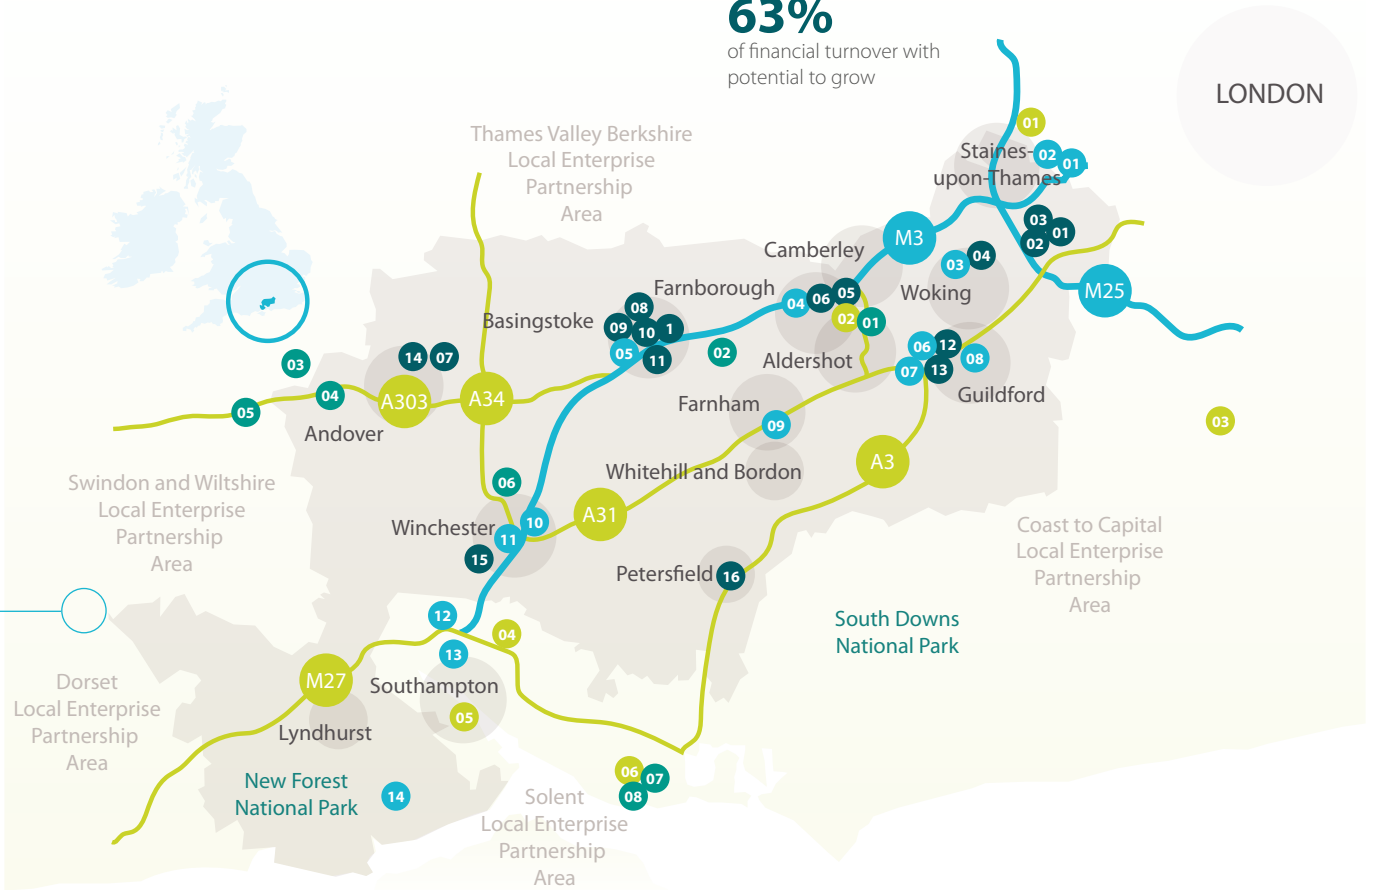 63%
of financial turnover with
potential to grow
LONDON
01
Thames Valley Berkshire
Local Enterprise
Partnership
Area
Staines-
upon-Thames
02
01
03
01
02
Camberley
M3
04
03
Woking
M25
Farnborough
04
06
05
02
01
08
Basingstoke
09
10
1
05
11
02
Aldershot
06
12
08
07
13
Guildford
03
14
07
04
05
A303
A34
Andover
Farnham
09
03
Whitehill and Bordon
A3
Swindon and Wiltshire
Local Enterprise
Partnership
Area
06
A31
Winchester
10
11
15
Coast to Capital
Local Enterprise
Partnership
Area
Petersfield
16
South Downs
National Park
12
04
13
M27
Southampton
05
Lyndhurst
Dorset
Local Enterprise
Partnership
Area
New Forest
National Park
14
06
07
08
Solent
Local Enterprise
Partnership
Area